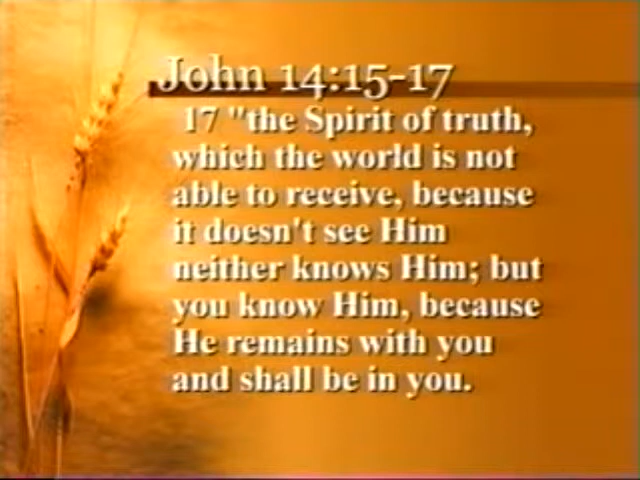 John 14:15-17
17 "the Spirit of truth,
which the world is not
able to receive, because
it doesn't see Him
neither knows Him; but
you know Him, because
He remains with you
and shall be in you.